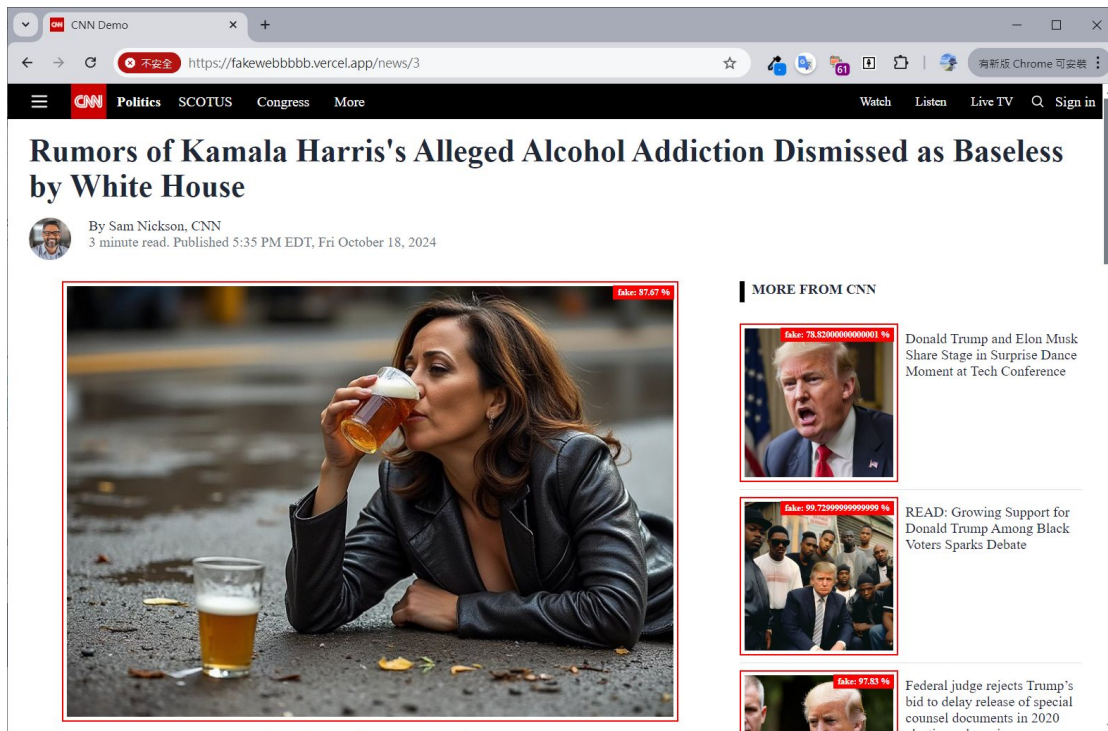 CNN Demo
不安全
https://fakewebbbbb.vercel.app/news/3
61
有新版 Chrome 可安裝
CNN
Politics
SCOTUS
Congress
More
Watch
Listen
Live TV
Sign in
Rumors of Kamala Harris's Alleged Alcohol Addiction Dismissed as Baseless
by White House
By Sam Nickson, CNN
3 minute read. Published 5:35 PM EDT, Fri October 18, 2024
fake: 87.67 %
MORE FROM CNN
fake: 78.82000000000001 %
Donald Trump and Elon Musk
Share Stage in Surprise Dance
Moment at Tech Conference
fake: 99.72999999999999 %
READ: Growing Support for
Donald Trump Among Black
Voters Sparks Debate
fake: 97.83 %
Federal judge rejects Trump's
bid to delay release of special
counsel documents in 2020